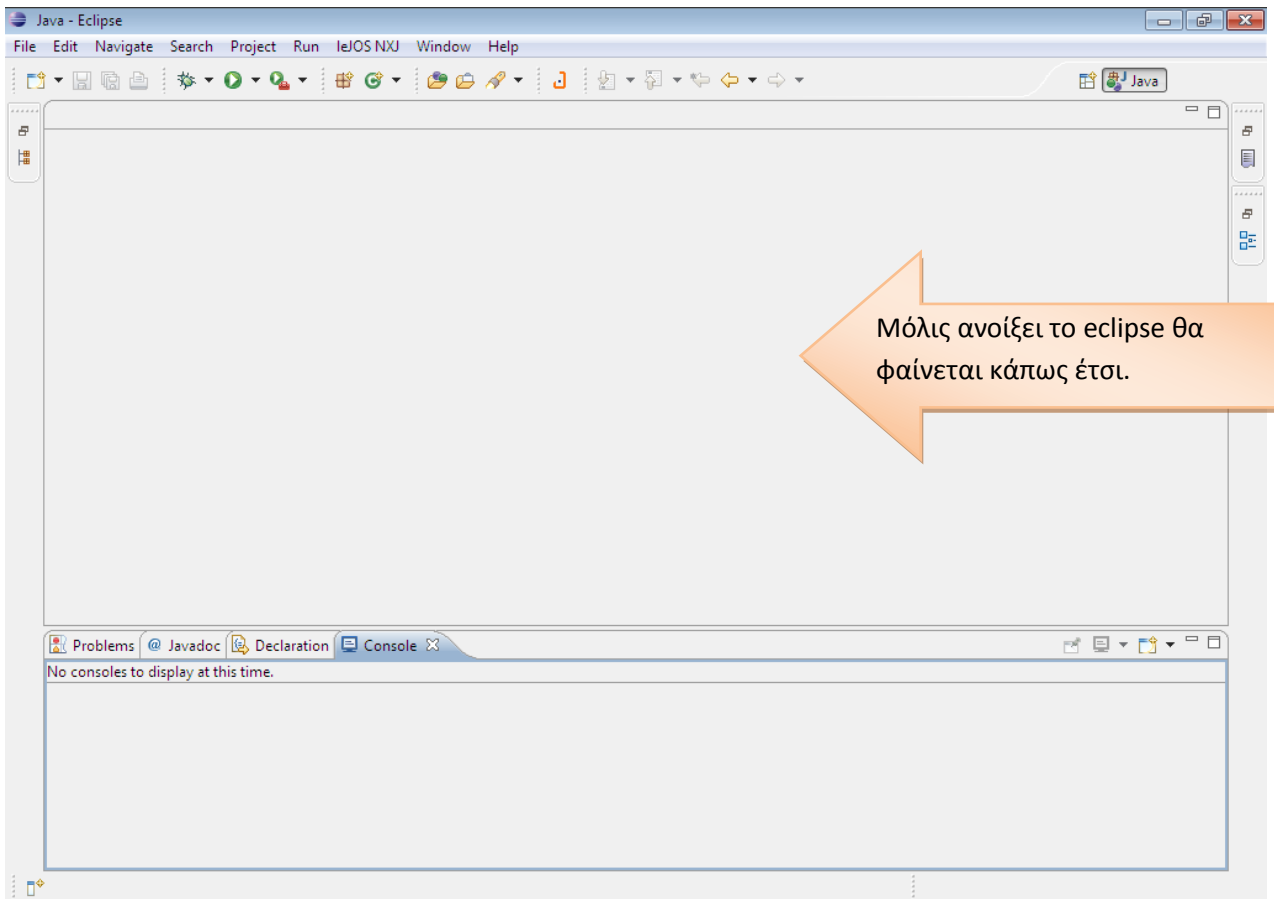 Java - Eclipse
File Edit Navigate Search Project Run leJOS NXJ Window Help
Java
Μόλις ανοίξει το eclipse θα
φαίνεται κάπως έτσι.
Problems @ Javadoc Declaration Console
No consoles to display at this time.